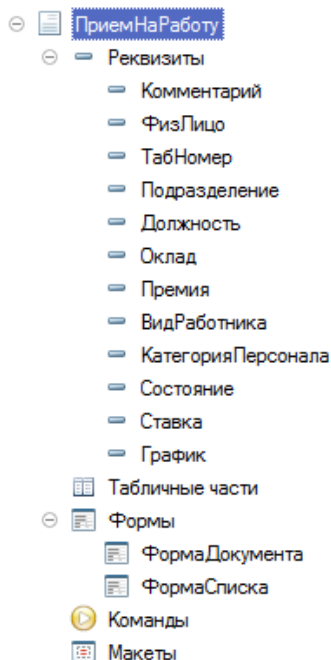 ПриемНаРаботу
Реквизиты
Комментарий
ФизЛицо
ТабНомер
Подразделение
Должность
Оклад
Премия
ВидРаботника
КатегорияПерсонала
Состояние
Ставка
График
Табличные части
Формы
ФормаДокумента
ФормаСписка
Команды
Макеты